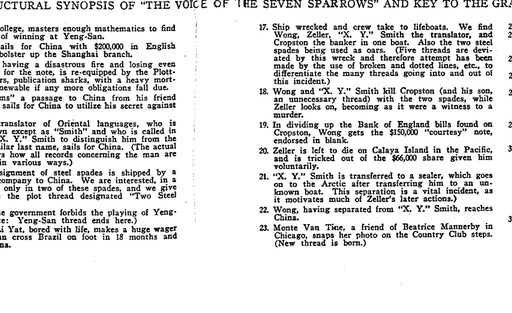 UCTURAL SYNOPSIS OF "THE VOICE OF THE SEVEN SPARROWS" AND KEY TO THE GRA
ollege, masters enough mathematics to find
of winning at Yeng-San.
ails for China with $200,000 in English
bolster up the Shanghai branch.
having a disastrous fire and losing even
for the note, is re-equipped by the Plott-
rs, publication sharks, with a heavy mort-
newable if any more obligations fall due.
ms" a passage to China from his friend
sails for China to utilize his secret against
translator of Oriental languages, who is
wn except as "Smith" and who is called in
X. Y." Smith to distinguish him from the
ilar last name, sails for China. (The actual
rs how all records concerning the man are
in various ways.)
signment of steel spades is shipped by a
company to China. We are interested, in a
only in two of these spades, and we give
the plot thread designated "Two Steel
e government forbids the playing of Yeng-
te: Yeng-San thread ends here.)
Li Yat, bored with life, makes a huge wager
an cross Brazil on foot in 18 months and
na.
17. Ship wrecked and crew take to lifeboats. We find
Wong, Zeller, "X. Y." Smith the translator, and
Cropston the banker in one boat. Also the two steel
spades being used as oars. (Five threads are devi-
ated by this wreck and therefore attempt has been
made by the use of broken and dotted lines, etc., to
differentiate the many threads going into and out of
this incident.)
18. Wong and "X. Y." Smith kill Cropston (and his son,
an unnecessary thread) with the two spades, while
Zeller looks on, becoming as it were a witness to a
murder.
19. In dividing up the Bank of England bills found on
Cropston, Wong gets the $150,000 "courtesy" note,
endorsed in blank.
20. Zeller is left to die on Calaya Island in the Pacific,
and is tricked out of the $66,000 share given him
voluntarily.
21. "X. Y." Smith is transferred to a sealer, which goes
on to the Arctic after transferring him to an un-
known boat. This separation is a vital incident, as
it motivates much of Zeller's later actions.)
22. Wong, having separated from "X. Y." Smith, reaches
China.
23. Monte Van Tine, a friend of Beatrice Mannerby in
Chicago, snaps her photo on the Country Club steps.
(New thread is born.)